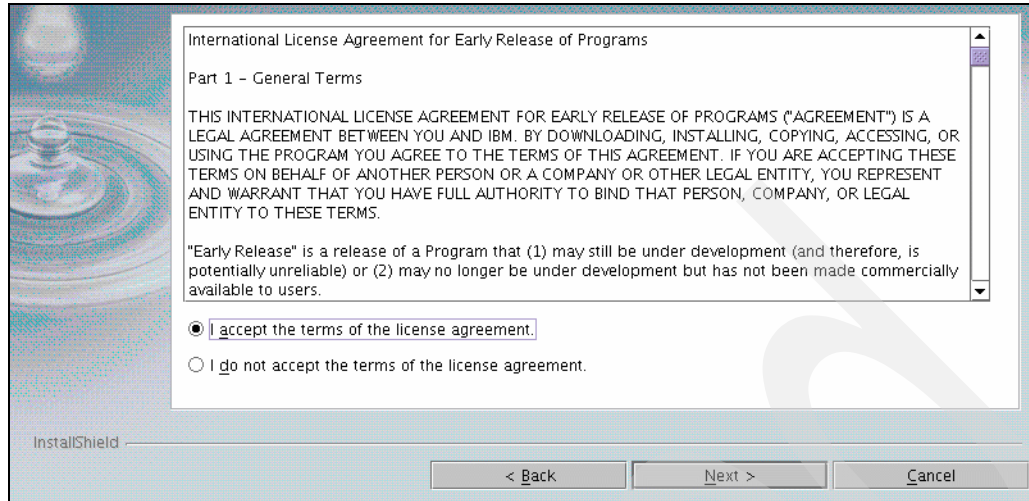 International License Agreement for Early Release of Programs
Part 1 - General Terms
THIS INTERNATIONAL LICENSE AGREEMENT FOR EARLY RELEASE OF PROGRAMS ("AGREEMENT") IS A
LEGAL AGREEMENT BETWEEN YOU AND IBM. BY DOWNLOADING, INSTALLING, COPYING, ACCESSING, OR
USING THE PROGRAM YOU AGREE TO THE TERMS OF THIS AGREEMENT. IF YOU ARE ACCEPTING THESE
TERMS ON BEHALF OF ANOTHER PERSON OR A COMPANY OR OTHER LEGAL ENTITY, YOU REPRESENT
AND WARRANT THAT YOU HAVE FULL AUTHORITY TO BIND THAT PERSON, COMPANY, OR LEGAL
ENTITY TO THESE TERMS.
"Early Release" is a release of a Program that (1) may still be under development (and therefore, is
potentially unreliable) or (2) may no longer be under development but has not been made commercially
available to users.
I accept the terms of the license agreement.
I do not accept the terms of the license agreement.
InstallShield
< Back
Next >
Cancel